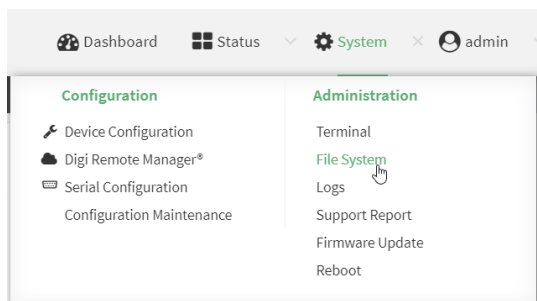 Dashboard Status System admin
Configuration Administration
Device Configuration Terminal
Digi Remote Manager® File System
Serial Configuration Logs
Configuration Maintenance Support Report
Firmware Update
Reboot